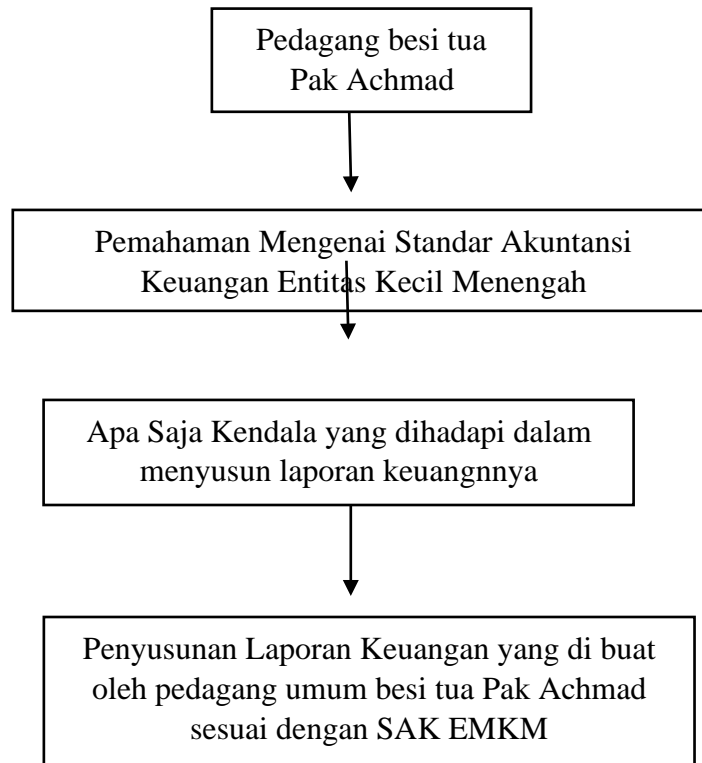 Pedagang besi tua
Pak Achmad
Pemahaman Mengenai Standar Akuntansi
Keuangan Entitas Kecil Menengah
Apa Saja Kendala yang dihadapi dalam
menyusun laporan keuangnnya
Penyusunan Laporan Keuangan yang di buat
oleh pedagang umum besi tua Pak Achmad
sesuai dengan SAK EMKM